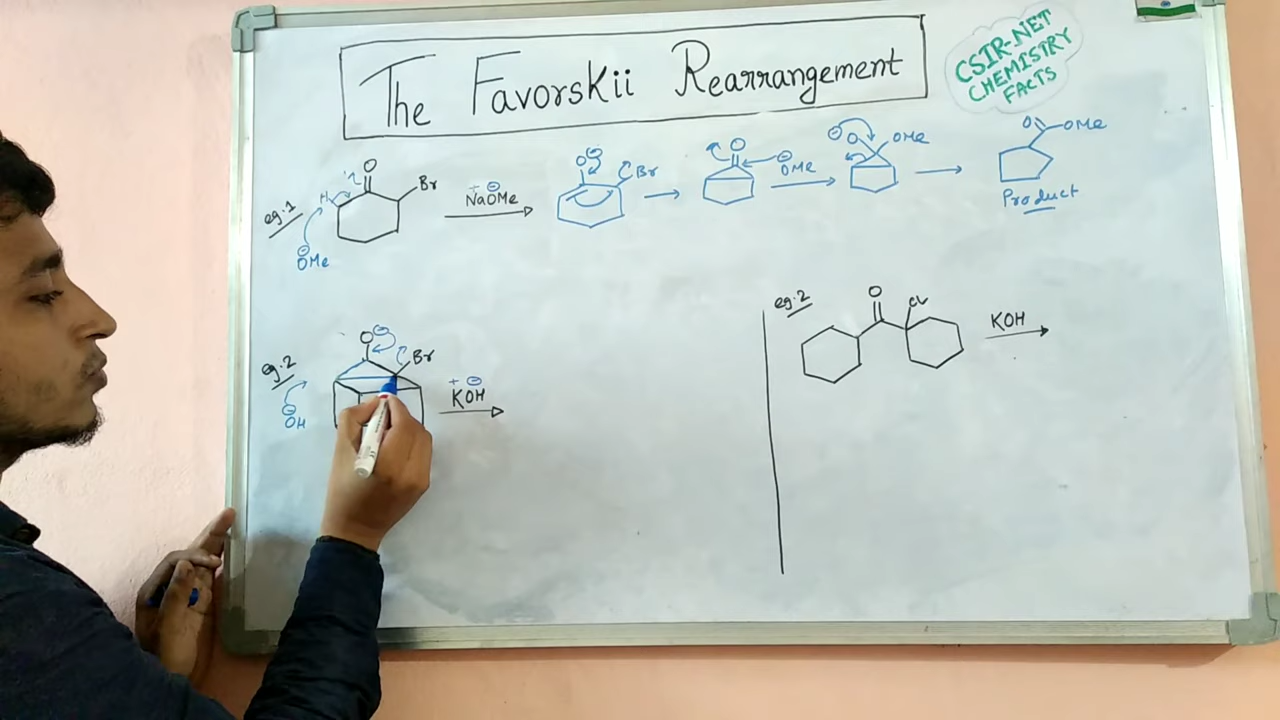 The Favorskii Rearrangement
CSIR-NET
CHEMISTRY
FACTS
eg.1
O
H
Br
⊖
OMe
+ ⊖
NaOMe
O⊖
Br
O
⊖
OMe
⊖O
OMe
O
OMe
Product
eg.2
O⊖
Br
⊖
OH
+ ⊖
KOH
eg.2
O
Cl
KOH